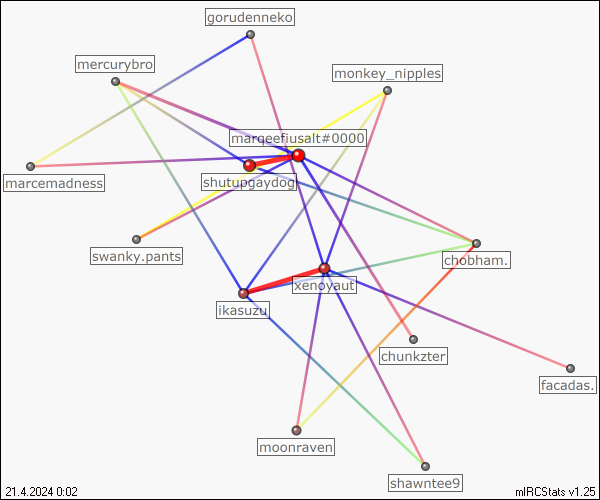 gorudenneko
mercurybro
monkey_nipples
marqeefiusalt#0000
marcemadness
shutupgaydog
swanky.pants
chobham.
xenoyaut
ikasuzu
chunkzter
facadas.
moonraven
shawntee9
21.4.2024 0:02
mIRCStats v1.25